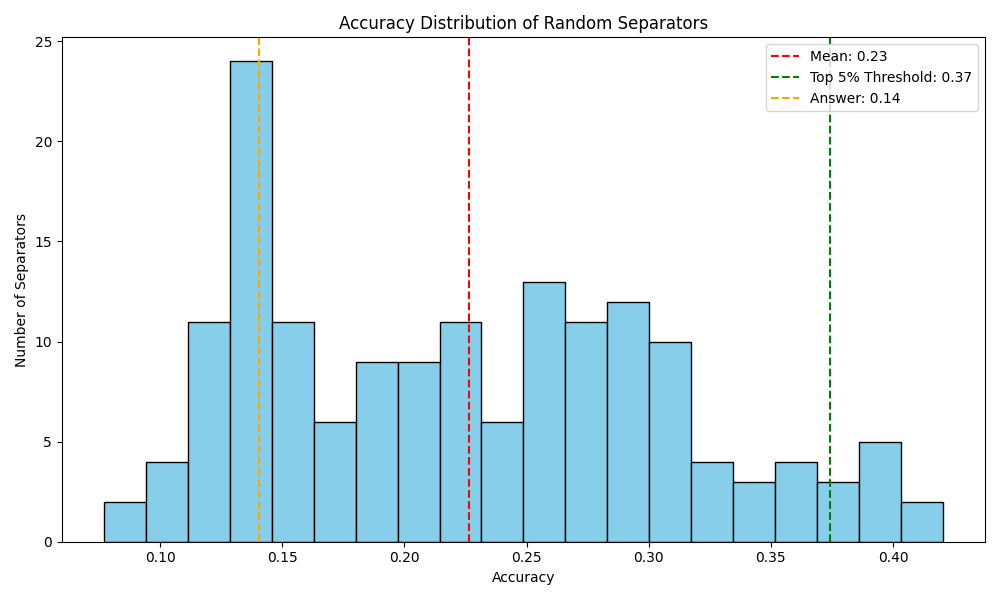 Accuracy Distribution of Random Separators
Mean: 0.23
Top 5% Threshold: 0.37
Answer: 0.14
Number of Separators
25
20
15
10
5
0
0.10
0.15
0.20
0.25
0.30
0.35
0.40
Accuracy